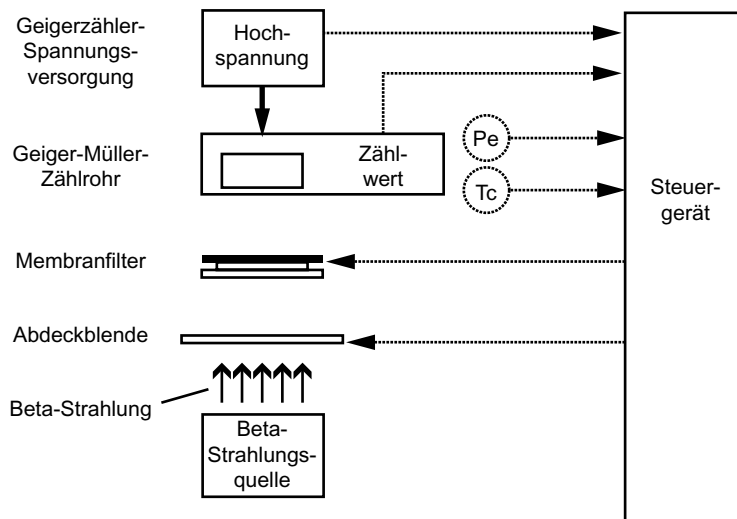 Geigerzähler-
Spannungs-
versorgung
Hoch-
spannung
Geiger-Müller-
Zählrohr
Zähl-
wert
Pe
Tc
Steuer-
gerät
Membranfilter
Abdeckblende
Beta-Strahlung
Beta-
Strahlungs-
quelle